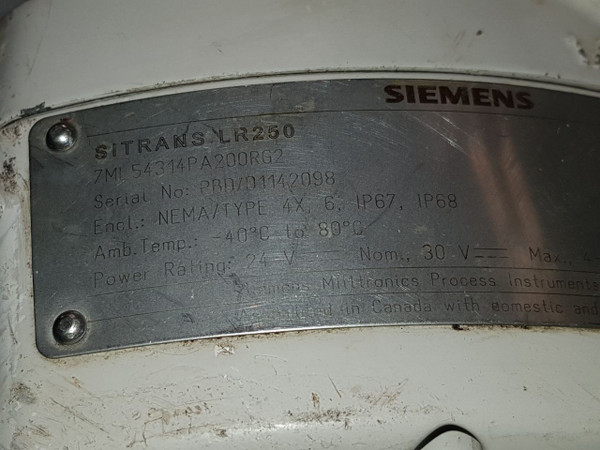 SIEMENS
SITRANS LR250
7ML54314PA200RG2
Serial No: PBD/D1142098
Encl.: NEMA/TYPE 4X, 6, IP67, IP68
Amb.Temp.: -40°C to 80°C
Power Rating: 24 V Nom., 30 V Max.,
Siemens Milltronics Process Instruments
in Canada with domestic and